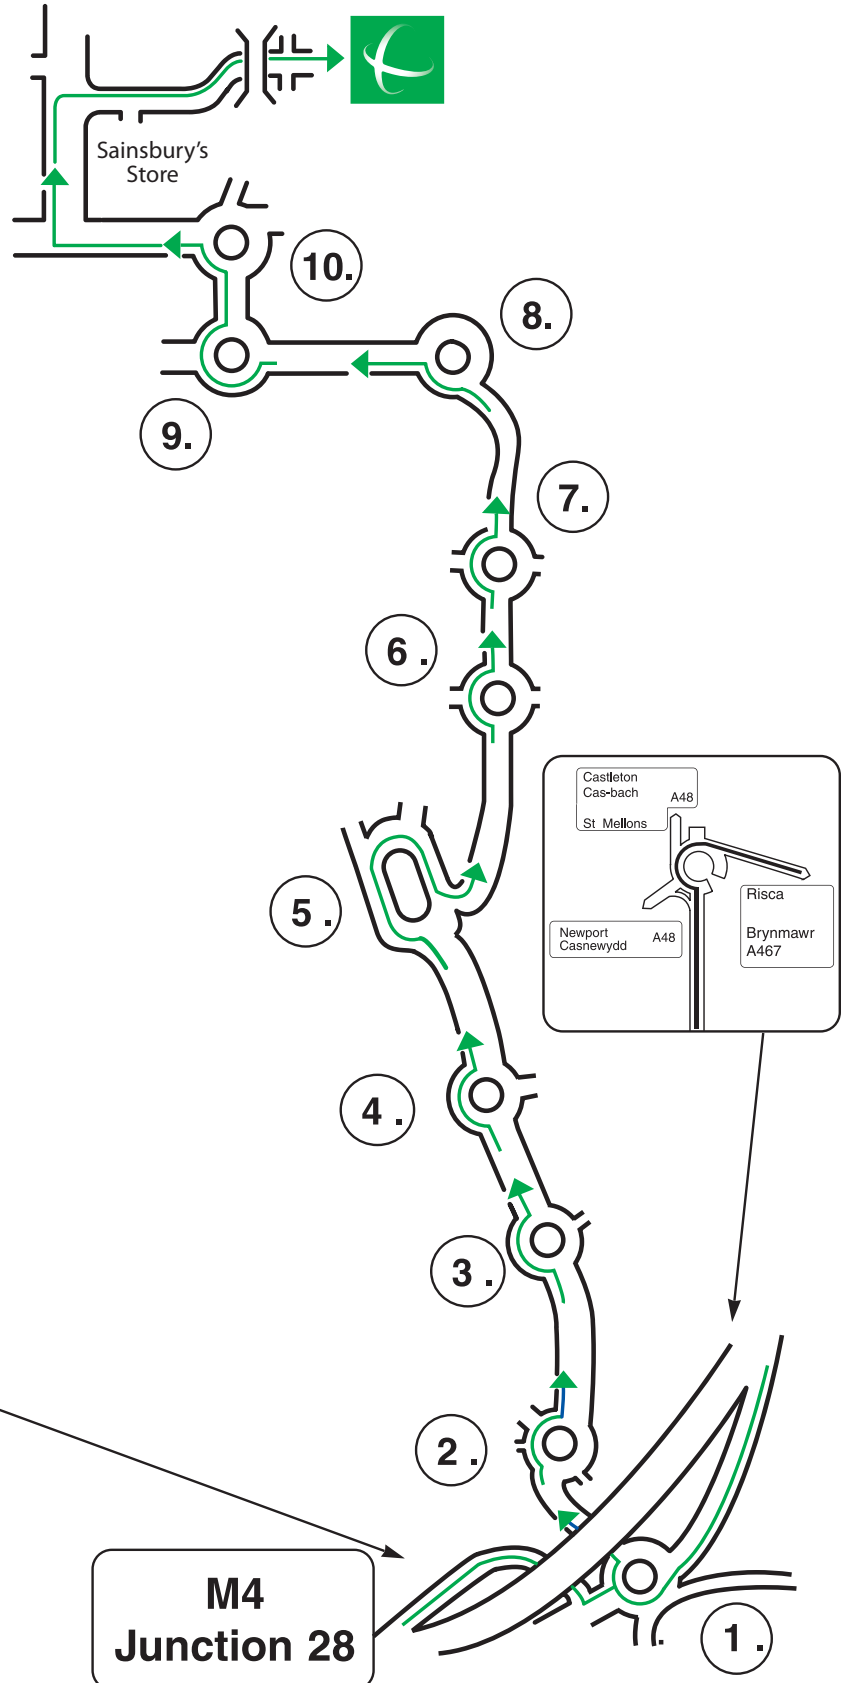 Sainsbury's
Store
10.
8.
9.
7.
6 .
Castleton
Cas-bach
A48
St Mellons
Risca
Brynmawr
A467
Newport
Casnewydd
A48
5 .
4 .
3 .
2 .
M4
Junction 28
1 .